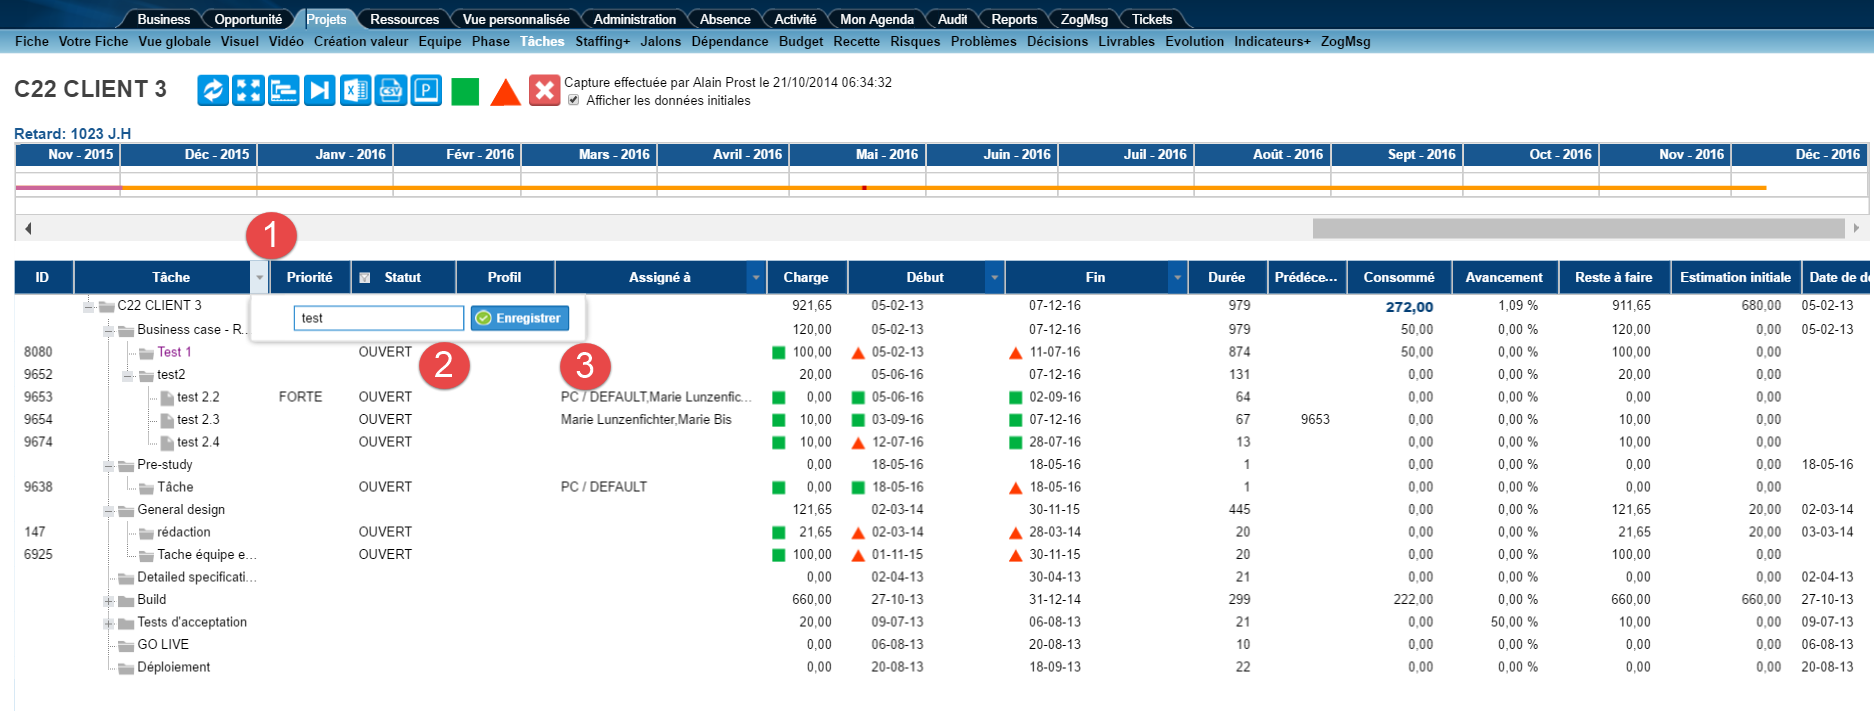 Business Opportunité Projets Ressources Vue personnalisée Administration Absence Activité Mon Agenda Audit Reports ZogMsg Tickets
Fiche Votre Fiche Vue globale Visuel Vidéo Création valeur Equipe Phase Tâches Staffing+ Jalons Dépendance Budget Recette Risques Problèmes Décisions Livrables Evolution Indicateurs+ ZogMsg
C22 CLIENT 3
CSV P
Capture effectuée par Alain Prost le 21/10/2014 06:34:32
Afficher les données initiales
Retard: 1023 J.H
Nov - 2015 Déc - 2015 Janv - 2016 Févr - 2016 Mars - 2016 Avril - 2016 Mai - 2016 Juin - 2016 Juil - 2016 Août - 2016 Sept - 2016 Oct - 2016 Nov - 2016 Déc - 2016
1
ID Tâche Priorité Statut Profil Assigné à Charge Début Fin Durée Prédéce... Consommé Avancement Reste à faire Estimation initiale Date de dé
C22 CLIENT 3 921,65 05-02-13 07-12-16 979 272,00 1,09 % 911,65 680,00 05-02-13
test Enregistrer
Business case - R... 120,00 05-02-13 07-12-16 979 50,00 0,00 % 120,00 0,00 05-02-13
8080 Test 1 OUVERT 100,00 05-02-13 11-07-16 874 50,00 0,00 % 100,00 0,00
2 3
9652 test2 20,00 05-06-16 07-12-16 131 0,00 0,00 % 20,00 0,00
9653 test 2.2 FORTE OUVERT PC / DEFAULT,Marie Lunzenfic... 0,00 05-06-16 02-09-16 64 0,00 0,00 % 0,00 0,00
9654 test 2.3 OUVERT Marie Lunzenfichter,Marie Bis 10,00 03-09-16 07-12-16 67 9653 0,00 0,00 % 10,00 0,00
9674 test 2.4 OUVERT 10,00 12-07-16 28-07-16 13 0,00 0,00 % 10,00 0,00
Pre-study 0,00 18-05-16 18-05-16 1 0,00 0,00 % 0,00 0,00 18-05-16
9638 Tâche OUVERT PC / DEFAULT 0,00 18-05-16 18-05-16 1 0,00 0,00 % 0,00 0,00
General design 121,65 02-03-14 30-11-15 445 0,00 0,00 % 121,65 20,00 02-03-14
147 rédaction OUVERT 21,65 02-03-14 28-03-14 20 0,00 0,00 % 21,65 20,00 03-03-14
6925 Tache équipe e... OUVERT 100,00 01-11-15 30-11-15 20 0,00 0,00 % 100,00 0,00
Detailed specificati... 0,00 02-04-13 30-04-13 21 0,00 0,00 % 0,00 0,00 02-04-13
Build 660,00 27-10-13 31-12-14 299 222,00 0,00 % 660,00 660,00 27-10-13
Tests d'acceptation 20,00 09-07-13 06-08-13 21 0,00 50,00 % 10,00 0,00 09-07-13
GO LIVE 0,00 06-08-13 20-08-13 10 0,00 0,00 % 0,00 0,00 06-08-13
Déploiement 0,00 20-08-13 18-09-13 22 0,00 0,00 % 0,00 0,00 20-08-13